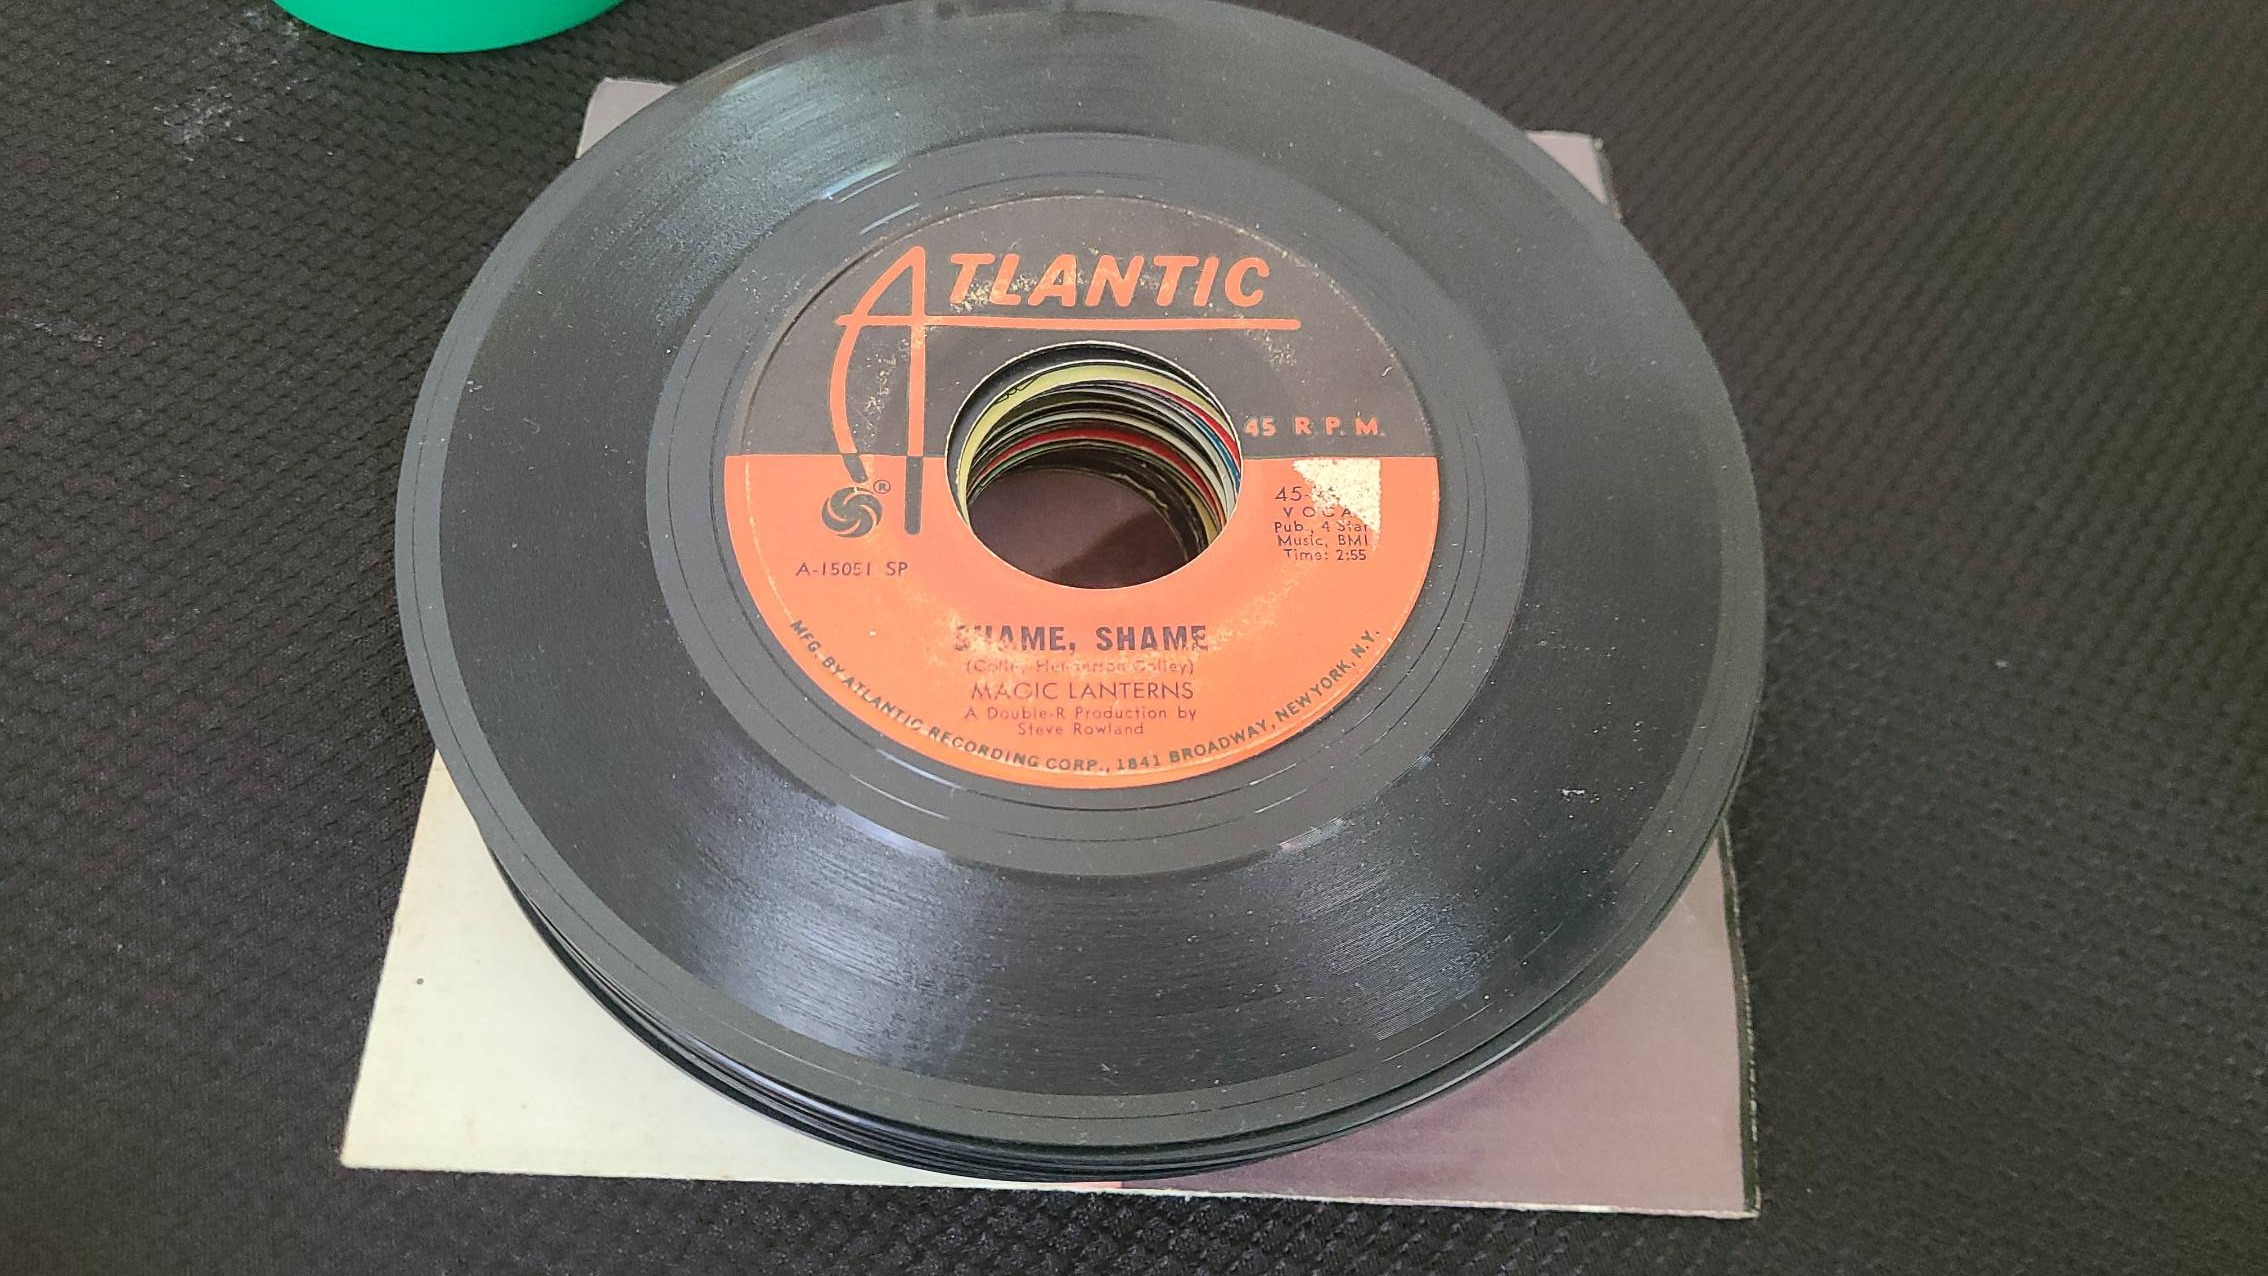 ATLANTIC
45 R.P.M.
®
45-
Pub., 4 Star
Music, BMI
Time: 2:55
A-15051 SP
SHAME, SHAME
MAGIC LANTERNS
A Double-R Production by
Steve Rowland
MFG. BY ATLANTIC RECORDING CORP., 1841 BROADWAY, NEW YORK, N.Y.